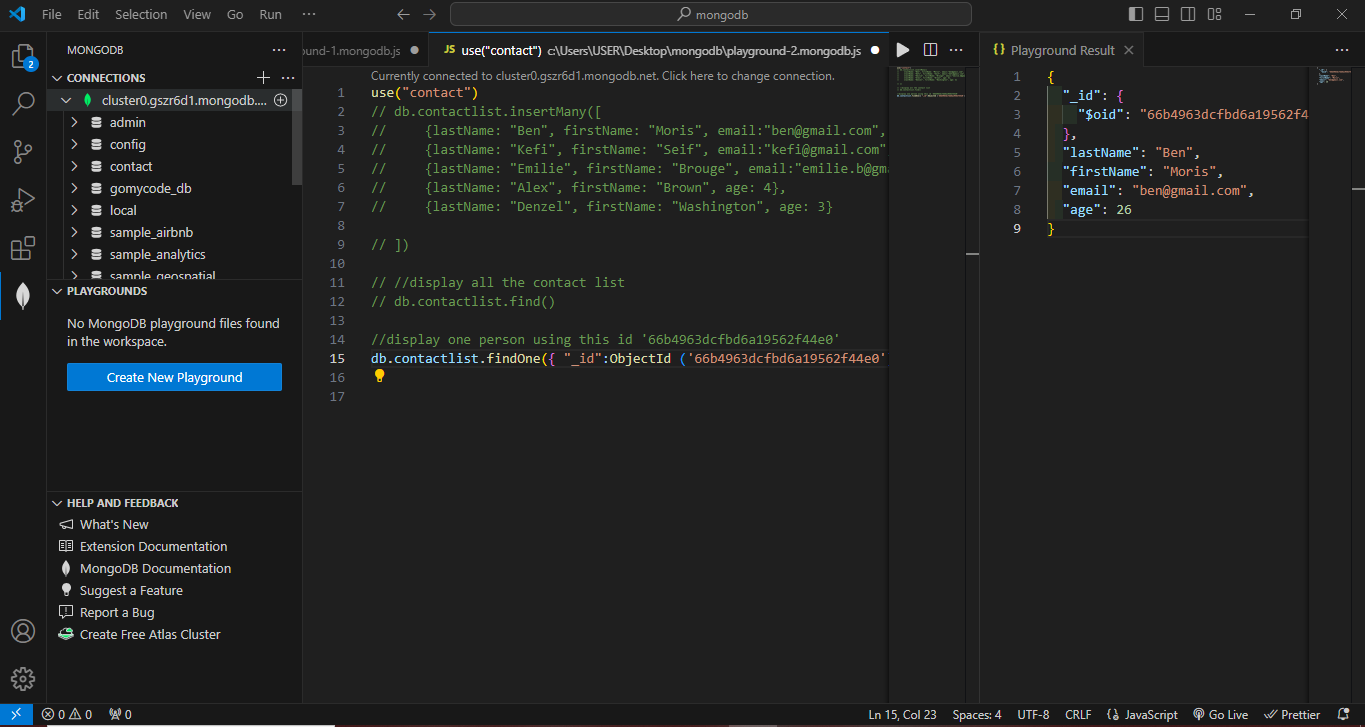 File Edit Selection View Go Run ··· mongodb
MONGODB
CONNECTIONS
cluster0.gszr6d1.mongodb....
admin
config
contact
gomycode_db
local
sample_airbnb
sample_analytics
sample_geospatial
PLAYGROUNDS
No MongoDB playground files found
in the workspace.
Create New Playground
HELP AND FEEDBACK
What's New
Extension Documentation
MongoDB Documentation
Suggest a Feature
Report a Bug
Create Free Atlas Cluster
2
ound-1.mongodb.js
JS use("contact") c:\Users\USER\Desktop\mongodb\playground-2.mongodb.js
Currently connected to cluster0.gszr6d1.mongodb.net. Click here to change connection.
1 use("contact")
2 // db.contactlist.insertMany([
3 // {lastName: "Ben", firstName: "Moris", email:"ben@gmail.com",
4 // {lastName: "Kefi", firstName: "Seif", email:"kefi@gmail.com"
5 // {lastName: "Emilie", firstName: "Brouge", email:"emilie.b@gma
6 // {lastName: "Alex", firstName: "Brown", age: 4},
7 // {lastName: "Denzel", firstName: "Washington", age: 3}
8
9 // ])
10
11 // //display all the contact list
12 // db.contactlist.find()
13
14 //display one person using this id '66b4963dcfbd6a19562f44e0'
15 db.contactlist.findOne({ "_id":ObjectId ('66b4963dcfbd6a19562f44e0'
16
17
{} Playground Result
1 {
2 "_id": {
3 "$oid": "66b4963dcfbd6a19562f4
4 },
5 "lastName": "Ben",
6 "firstName": "Moris",
7 "email": "ben@gmail.com",
8 "age": 26
9 }
0 0 0 Ln 15, Col 23 Spaces: 4 UTF-8 CRLF {} JavaScript Go Live Prettier